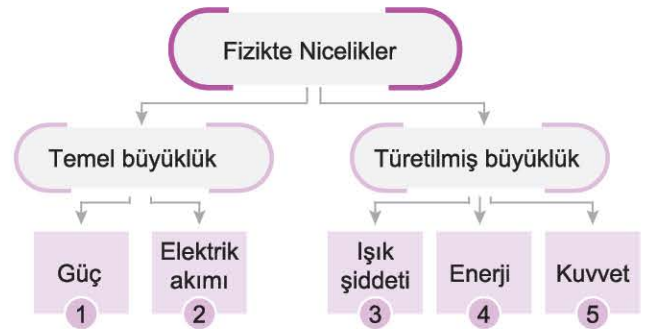 Fizikte Nicelikler
Temel büyüklük
Türetilmiş büyüklük
Güç
1
Elektrik
akımı
2
Işık
şiddeti
3
Enerji
4
Kuvvet
5